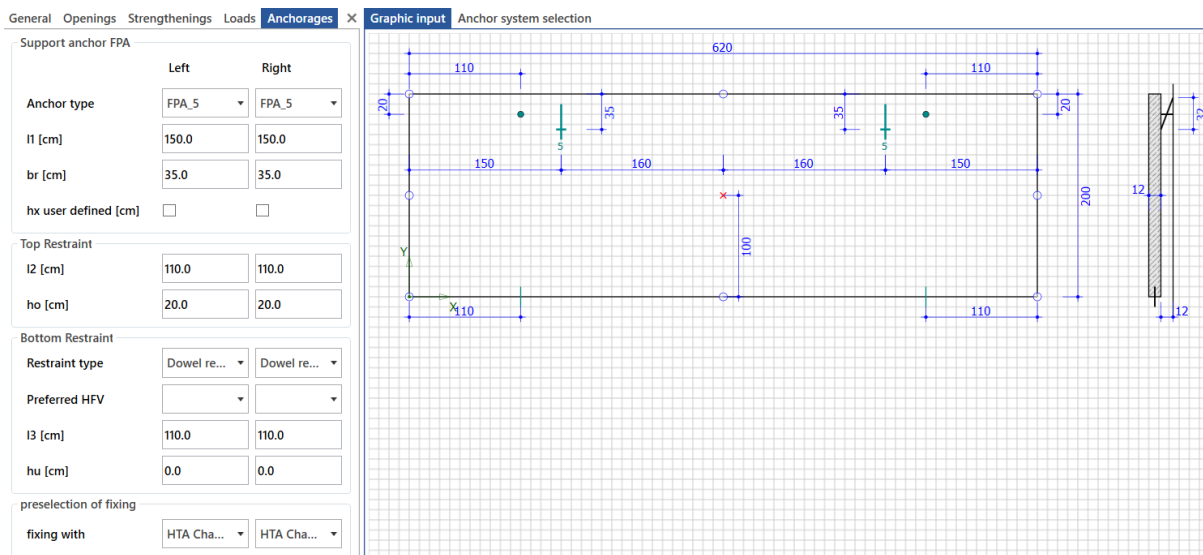 General Openings Strengthenings Loads Anchorages × Graphic input Anchor system selection
Support anchor FPA
Left Right
Anchor type FPA_5 FPA_5
l1 [cm] 150.0 150.0
br [cm] 35.0 35.0
hx user defined [cm]
Top Restraint
l2 [cm] 110.0 110.0
ho [cm] 20.0 20.0
Bottom Restraint
Restraint type Dowel re... Dowel re...
Preferred HFV
l3 [cm] 110.0 110.0
hu [cm] 0.0 0.0
preselection of fixing
fixing with HTA Cha... HTA Cha...
620
110 110
20 35 35 20 32
5 5
150 160 160 150
12 200
100
Y
X
110 110 12